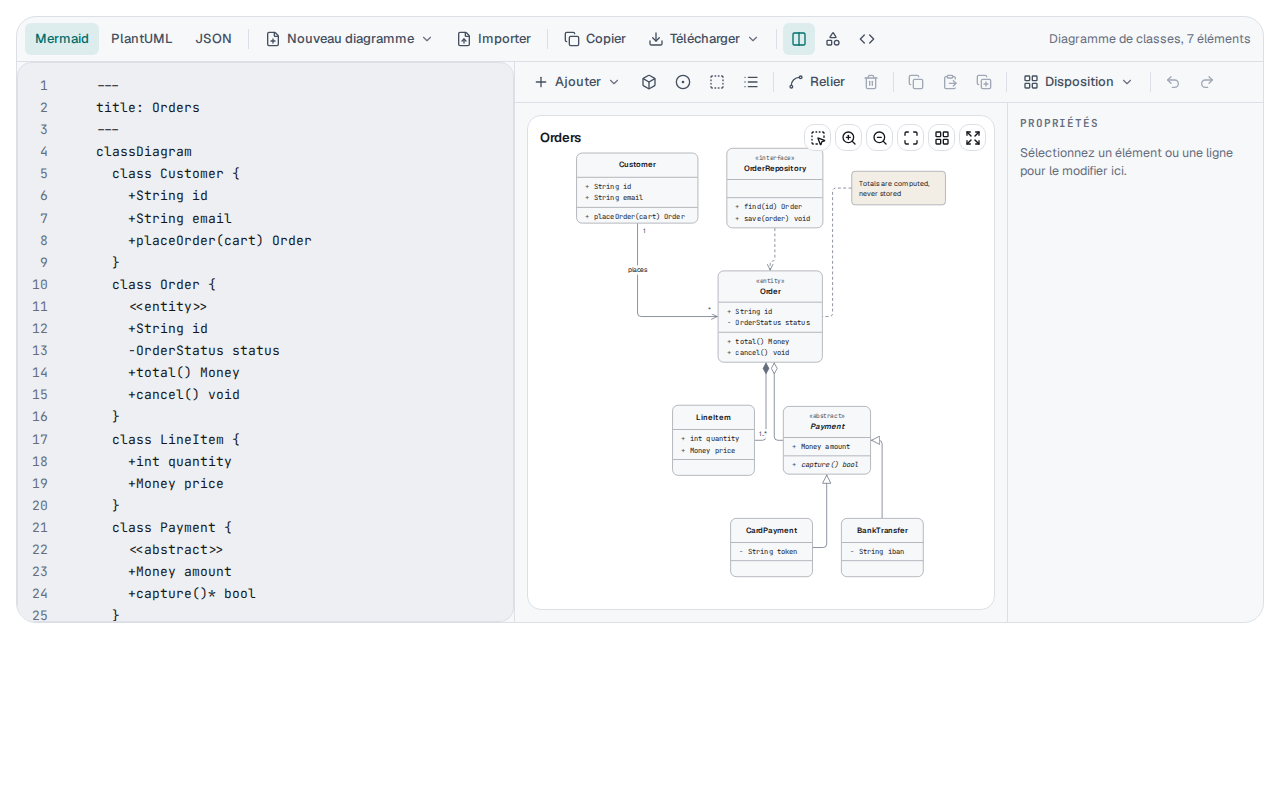 Mermaid PlantUML JSON Nouveau diagramme Importer Copier Télécharger Diagramme de classes, 7 éléments
1 ---
2 title: Orders
3 ---
4 classDiagram
5 class Customer {
6 +String id
7 +String email
8 +placeOrder(cart) Order
9 }
10 class Order {
11 <<entity>>
12 +String id
13 -OrderStatus status
14 +total() Money
15 +cancel() void
16 }
17 class LineItem {
18 +int quantity
19 +Money price
20 }
21 class Payment {
22 <<abstract>>
23 +Money amount
24 +capture()* bool
25 }
Ajouter Relier Disposition
Orders
Customer
+ String id
+ String email
+ placeOrder(cart) Order
«interface»
OrderRepository
+ find(id) Order
+ save(order) void
Totals are computed,
never stored
1
places
*
«entity»
Order
+ String id
- OrderStatus status
+ total() Money
+ cancel() void
LineItem
+ int quantity
+ Money price
1..*
«abstract»
Payment
+ Money amount
+ capture() bool
CardPayment
- String token
BankTransfer
- String iban
PROPRIÉTÉS
Sélectionnez un élément ou une ligne
pour le modifier ici.